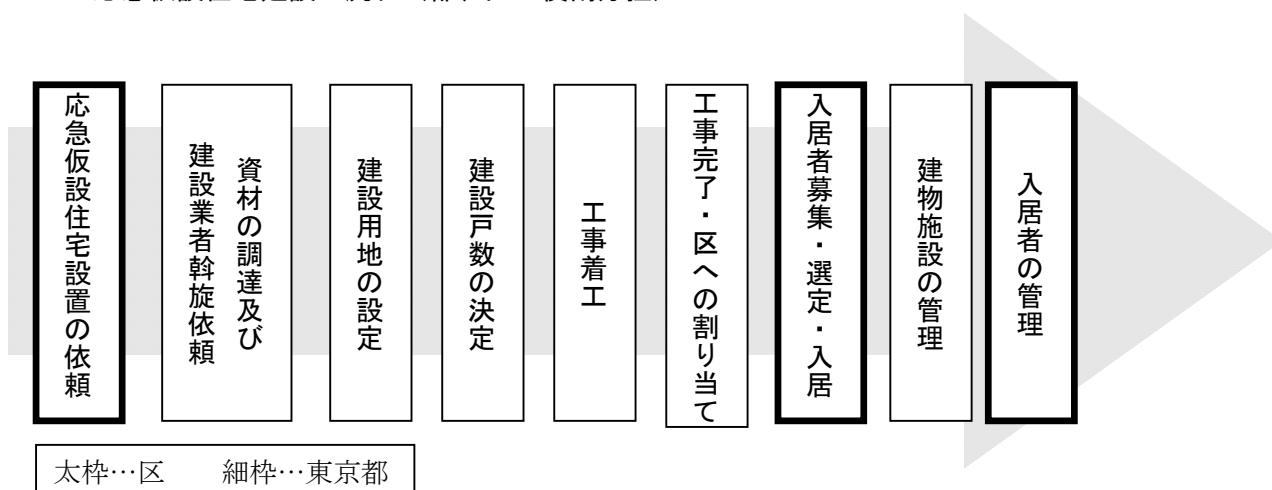 応急仮設住宅設置の依頼
資材の調達及び
建設業者斡旋依頼
建設用地の設定
建設戸数の決定
工事着工
工事完了・区への割り当て
入居者募集・選定・入居
建物施設の管理
入居者の管理
太枠…区　　細枠…東京都